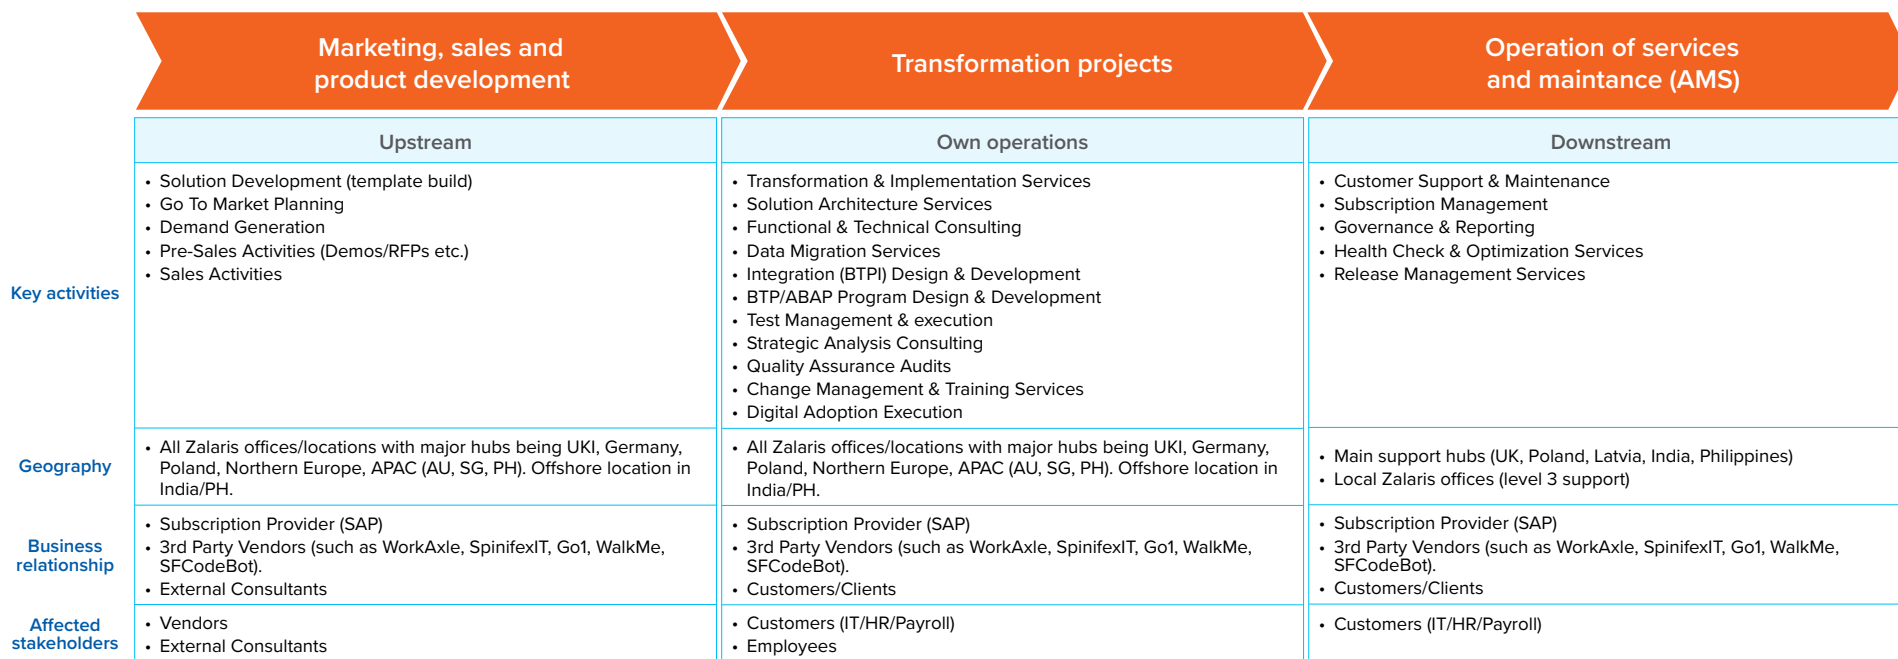 Marketing, sales and
product development
Transformation projects
Operation of services
and maintance (AMS)
Upstream
Own operations
Downstream
Key activities
• Solution Development (template build)
• Go To Market Planning
• Demand Generation
• Pre-Sales Activities (Demos/RFPs etc.)
• Sales Activities
• Transformation & Implementation Services
• Solution Architecture Services
• Functional & Technical Consulting
• Data Migration Services
• Integration (BTPI) Design & Development
• BTP/ABAP Program Design & Development
• Test Management & execution
• Strategic Analysis Consulting
• Quality Assurance Audits
• Change Management & Training Services
• Digital Adoption Execution
• Customer Support & Maintenance
• Subscription Management
• Governance & Reporting
• Health Check & Optimization Services
• Release Management Services
Geography
• All Zalaris offices/locations with major hubs being UKI, Germany,
Poland, Northern Europe, APAC (AU, SG, PH). Offshore location in
India/PH.
• All Zalaris offices/locations with major hubs being UKI, Germany,
Poland, Northern Europe, APAC (AU, SG, PH). Offshore location in
India/PH.
• Main support hubs (UK, Poland, Latvia, India, Philippines)
• Local Zalaris offices (level 3 support)
Business
relationship
• Subscription Provider (SAP)
• 3rd Party Vendors (such as WorkAxle, SpinifexIT, Go1, WalkMe,
SFCodeBot).
• External Consultants
• Subscription Provider (SAP)
• 3rd Party Vendors (such as WorkAxle, SpinifexIT, Go1, WalkMe,
SFCodeBot).
• Customers/Clients
• Subscription Provider (SAP)
• 3rd Party Vendors (such as WorkAxle, SpinifexIT, Go1, WalkMe,
SFCodeBot).
• Customers/Clients
Affected
stakeholders
• Vendors
• External Consultants
• Customers (IT/HR/Payroll)
• Employees
• Customers (IT/HR/Payroll)